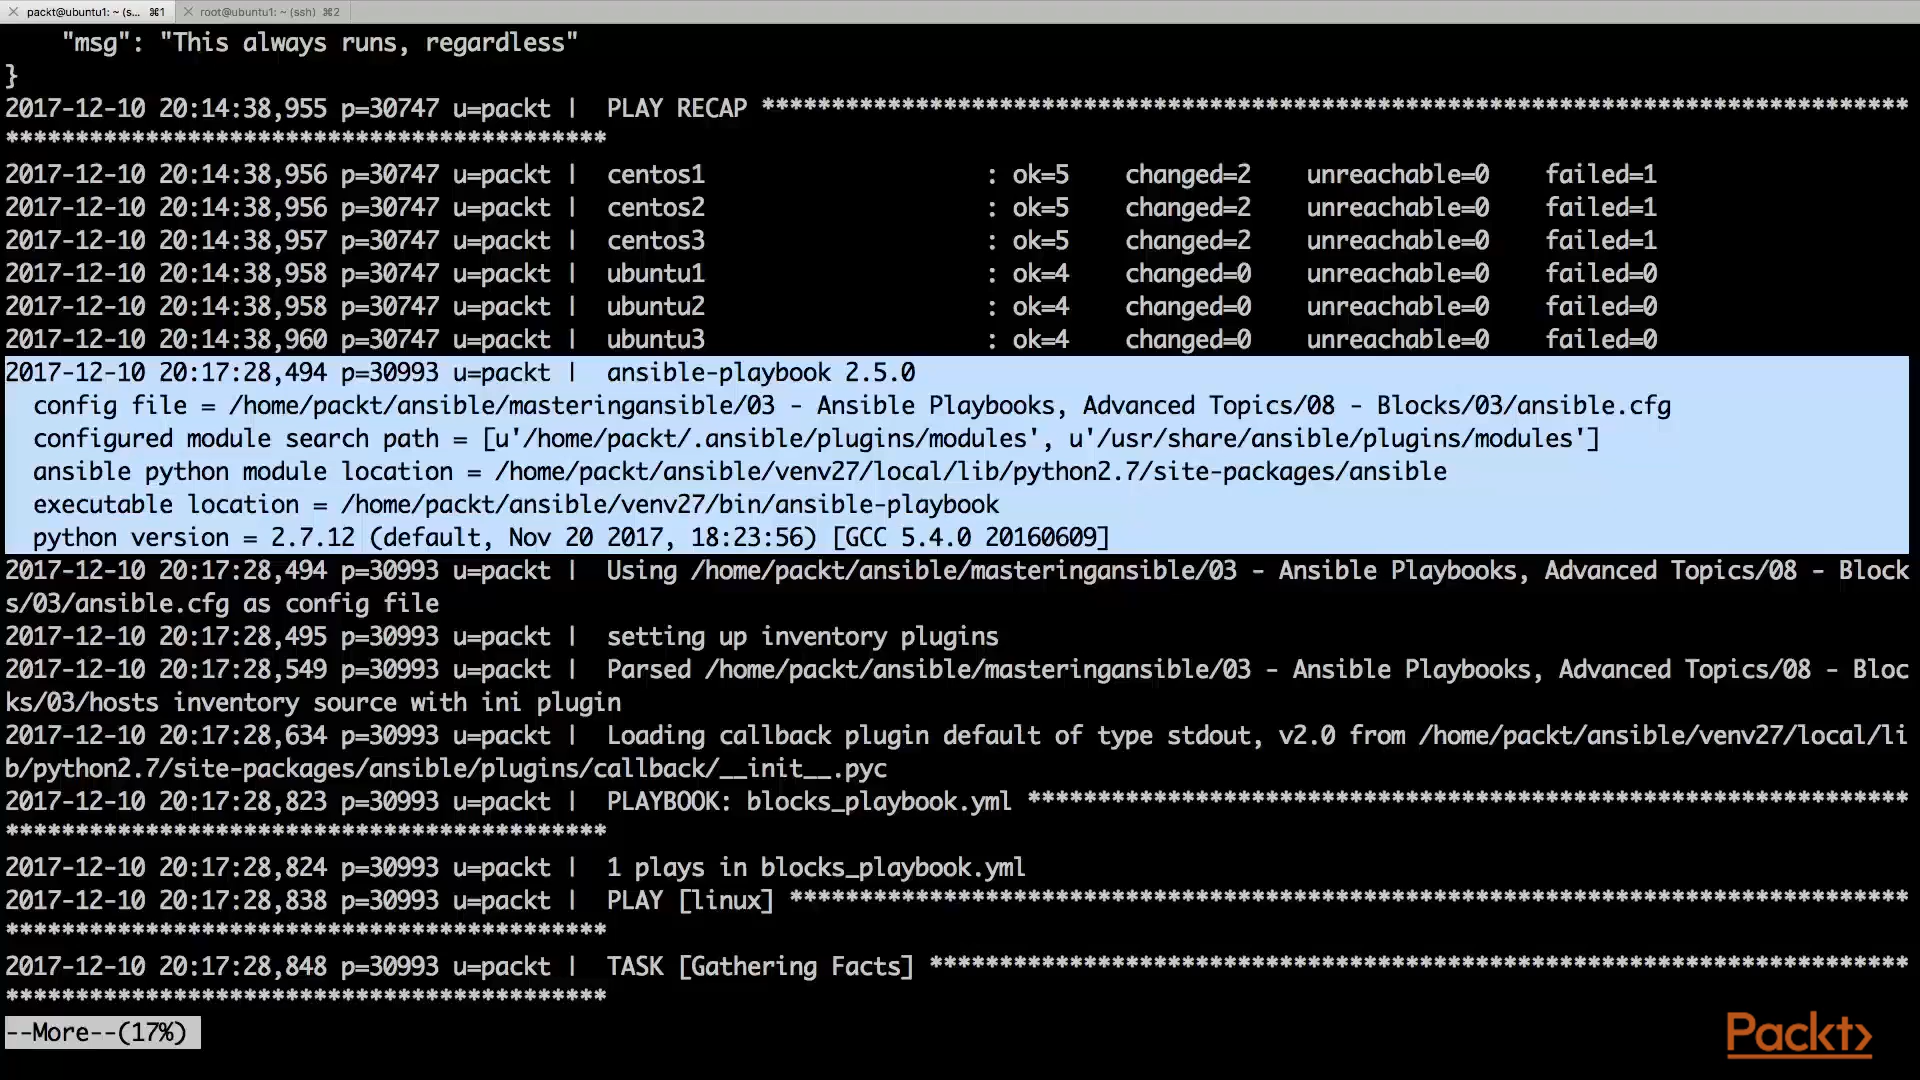 packt@ubuntu1: ~ (s... ⌘1 root@ubuntu1: ~ (ssh) ⌘2
"msg": "This always runs, regardless"
}
2017-12-10 20:14:38,955 p=30747 u=packt | PLAY RECAP **********************************************************************************
*******************************************
2017-12-10 20:14:38,956 p=30747 u=packt | centos1 : ok=5 changed=2 unreachable=0 failed=1
2017-12-10 20:14:38,956 p=30747 u=packt | centos2 : ok=5 changed=2 unreachable=0 failed=1
2017-12-10 20:14:38,957 p=30747 u=packt | centos3 : ok=5 changed=2 unreachable=0 failed=1
2017-12-10 20:14:38,958 p=30747 u=packt | ubuntu1 : ok=4 changed=0 unreachable=0 failed=0
2017-12-10 20:14:38,958 p=30747 u=packt | ubuntu2 : ok=4 changed=0 unreachable=0 failed=0
2017-12-10 20:14:38,960 p=30747 u=packt | ubuntu3 : ok=4 changed=0 unreachable=0 failed=0
2017-12-10 20:17:28,494 p=30993 u=packt | ansible-playbook 2.5.0
config file = /home/packt/ansible/masteringansible/03 - Ansible Playbooks, Advanced Topics/08 - Blocks/03/ansible.cfg
configured module search path = [u'/home/packt/.ansible/plugins/modules', u'/usr/share/ansible/plugins/modules']
ansible python module location = /home/packt/ansible/venv27/local/lib/python2.7/site-packages/ansible
executable location = /home/packt/ansible/venv27/bin/ansible-playbook
python version = 2.7.12 (default, Nov 20 2017, 18:23:56) [GCC 5.4.0 20160609]
2017-12-10 20:17:28,494 p=30993 u=packt | Using /home/packt/ansible/masteringansible/03 - Ansible Playbooks, Advanced Topics/08 - Block
s/03/ansible.cfg as config file
2017-12-10 20:17:28,495 p=30993 u=packt | setting up inventory plugins
2017-12-10 20:17:28,549 p=30993 u=packt | Parsed /home/packt/ansible/masteringansible/03 - Ansible Playbooks, Advanced Topics/08 - Bloc
ks/03/hosts inventory source with ini plugin
2017-12-10 20:17:28,634 p=30993 u=packt | Loading callback plugin default of type stdout, v2.0 from /home/packt/ansible/venv27/local/li
b/python2.7/site-packages/ansible/plugins/callback/__init__.pyc
2017-12-10 20:17:28,823 p=30993 u=packt | PLAYBOOK: blocks_playbook.yml ***************************************************************
*******************************************
2017-12-10 20:17:28,824 p=30993 u=packt | 1 plays in blocks_playbook.yml
2017-12-10 20:17:28,838 p=30993 u=packt | PLAY [linux] ********************************************************************************
*******************************************
2017-12-10 20:17:28,848 p=30993 u=packt | TASK [Gathering Facts] **********************************************************************
*******************************************
--More--(17%)
Packt>